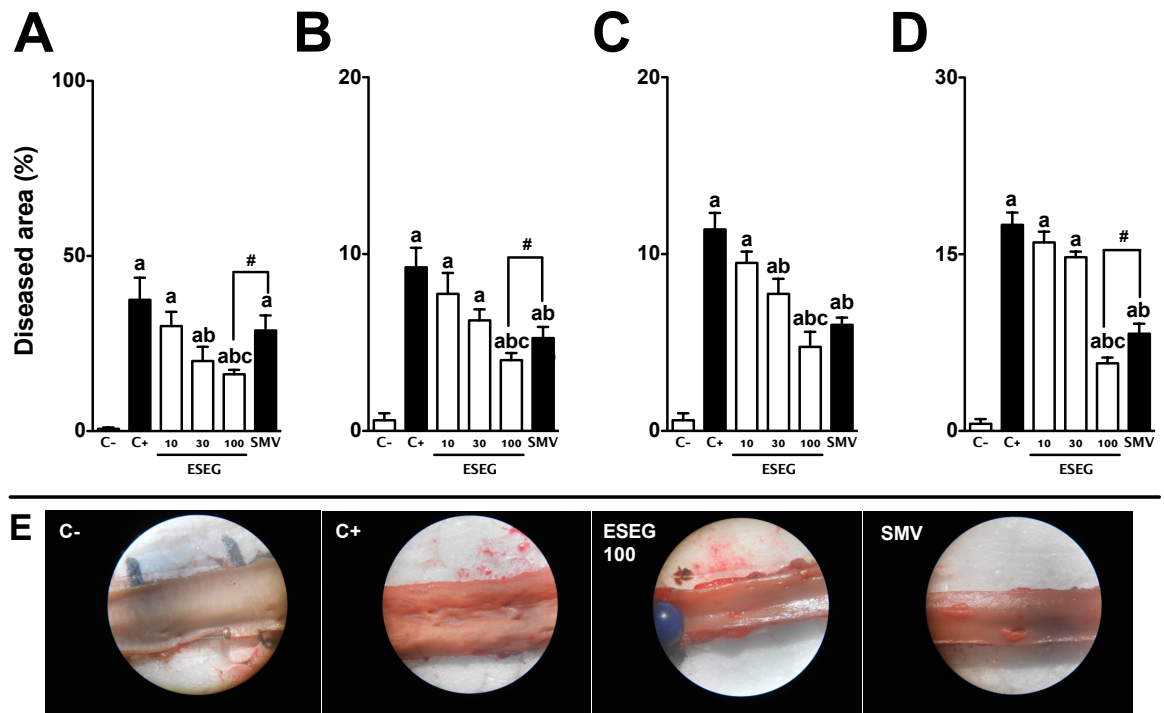 A
B
C
D
Diseased area (%)
100
50
0
a
a
ab
abc
#
a
C-
C+
10
30
100
SMV
ESEG
20
10
0
a
a
a
abc
#
ab
C-
C+
10
30
100
SMV
ESEG
20
10
0
a
a
ab
abc
ab
C-
C+
10
30
100
SMV
ESEG
30
15
0
a
a
a
abc
#
ab
C-
C+
10
30
100
SMV
ESEG
E
C-
C+
ESEG
100
SMV